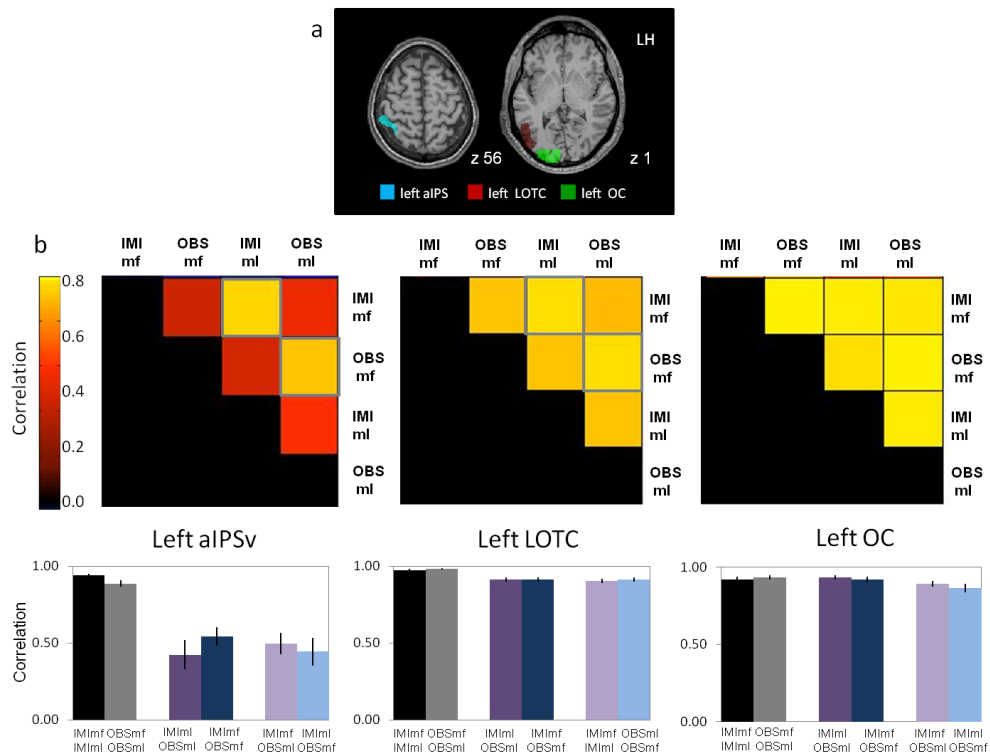 a
LH
z 56
z 1
left aIPS left LOTC left OC
b
IMI mf OBS mf IMI ml OBS ml
IMI mf OBS mf IMI ml OBS ml
IMI mf OBS mf IMI ml OBS ml
Correlation
0.8
0.6
0.4
0.2
0.0
IMI
mf
OBS
mf
IMI
ml
OBS
ml
IMI
mf
OBS
mf
IMI
ml
OBS
ml
IMI
mf
OBS
mf
IMI
ml
OBS
ml
Left aIPSv
Correlation
1.00
0.50
0.00
IMImf OBSmf IMIml IMImf IMImf IMIml
IMIml OBSml OBSml OBSmf OBSml OBSmf
Left LOTC
1.00
0.50
0.00
IMImf OBSmf IMIml IMImf IMImf OBSmf
IMIml OBSml OBSml OBSmf OBSml IMIml
Left OC
1.00
0.50
0.00
IMImf OBSmf IMIml IMImf IMImf IMIml
IMIml OBSml OBSml OBSmf OBSml OBSmf